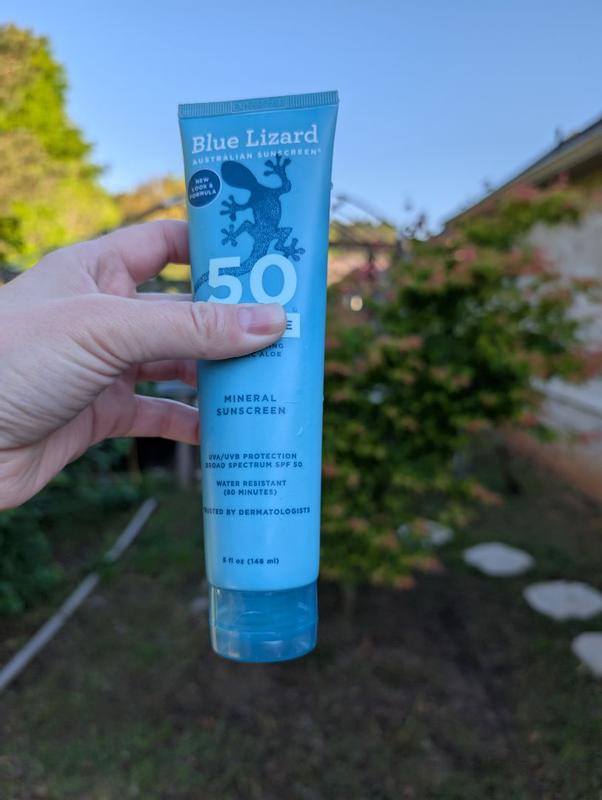 Blue Lizard
AUSTRALIAN SUNSCREEN®
NEW
LOOK &
FORMULA
50
MINERAL
SUNSCREEN
UVA/UVB PROTECTION
BROAD SPECTRUM SPF 50
WATER RESISTANT
(80 MINUTES)
TRUSTED BY DERMATOLOGISTS
5 fl oz (148 ml)